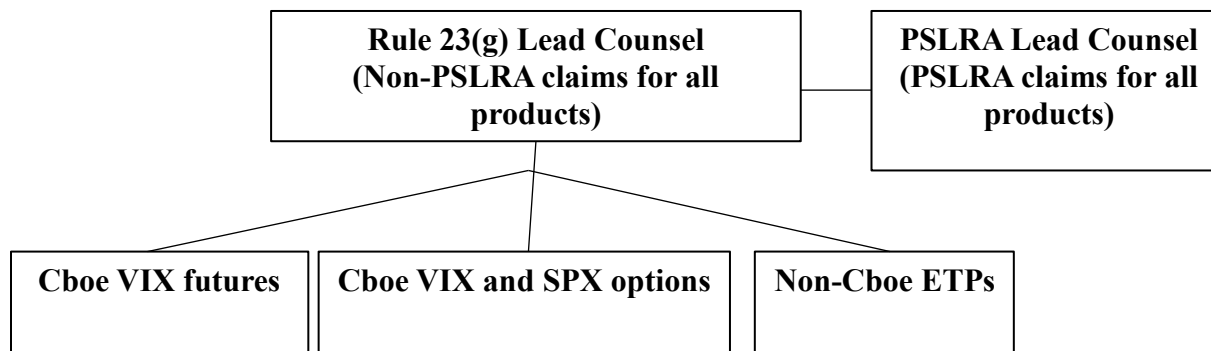 Rule 23(g) Lead Counsel
(Non-PSLRA claims for all
products)
PSLRA Lead Counsel
(PSLRA claims for all
products)
Cboe VIX futures
Cboe VIX and SPX options
Non-Cboe ETPs